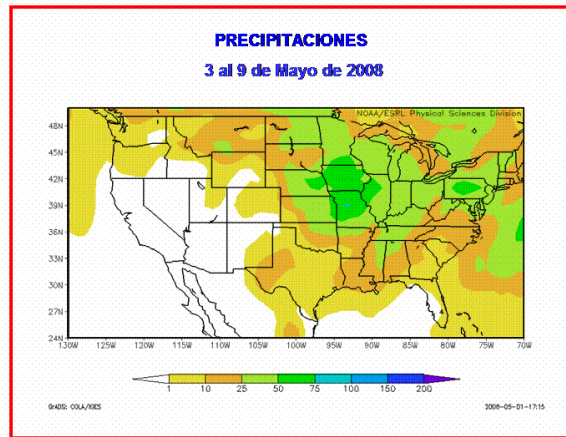 PRECIPITACIONES
3 al 9 de Mayo de 2008
NOAA/ESRL Physical Sciences Division
48N
45N
42N
39N
36N
33N
30N
27N
24N
130W 125W 120W 115W 110W 105W 100W 95W 90W 85W 80W 75W 70W
1 10 25 50 75 100 150 200
GrADS: COLA/IGES 2008-05-01-17:15